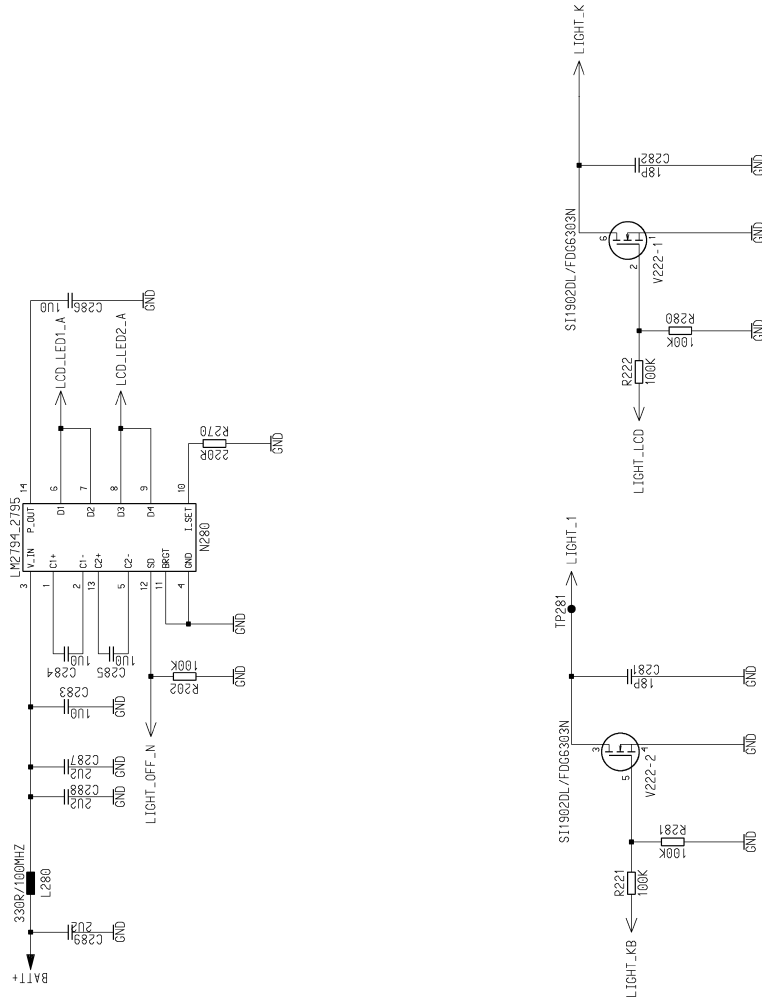 LIGHT_K
C282
18P
GND
SI1902DL/FDG6303N
6
1
2
V222-1
GND
R280
100K
GND
R222
100K
LIGHT_LCD
1U0
C286
GND
LCD_LED1_A
LCD_LED2_A
R270
220R
GND
14
6
7
8
9
10
LM2794_2795
P_OUT
D1
D2
D3
D4
I_SET
N280
V_IN
C1+
C1-
C2+
C2-
SD
BRGT
GND
3
1
2
13
5
12
11
4
GND
C284
1U0
C285
1U0
100K
R202
GND
C283
1U0
GND
C287
2U2
GND
C288
2U2
GND
LIGHT_OFF_N
330R/100MHZ
L280
2U2
C289
GND
BATT+
LIGHT_1
TP281
C281
18P
GND
SI1902DL/FDG6303N
3
4
5
V222-2
GND
R281
100K
GND
R221
100K
LIGHT_KB